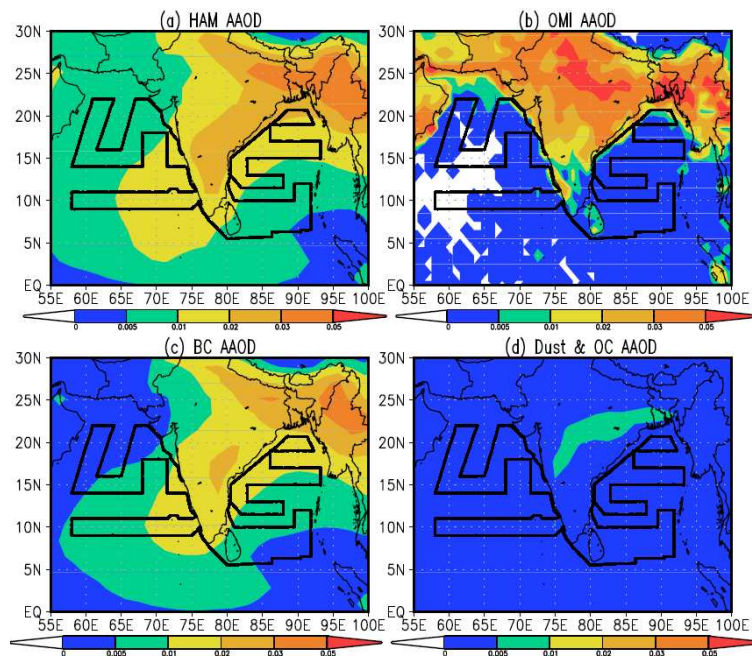 (a) HAM AAOD
(b) OMI AAOD
30N 30N
25N 25N
20N 20N
15N 15N
10N 10N
5N 5N
EQ EQ
55E 60E 65E 70E 75E 80E 85E 90E 95E 100E 55E 60E 65E 70E 75E 80E 85E 90E 95E 100E
0 0.005 0.01 0.02 0.03 0.05 0 0.005 0.01 0.02 0.03 0.05
(c) BC AAOD
(d) Dust & OC AAOD
30N 30N
25N 25N
20N 20N
15N 15N
10N 10N
5N 5N
EQ EQ
55E 60E 65E 70E 75E 80E 85E 90E 95E 100E 55E 60E 65E 70E 75E 80E 85E 90E 95E 100E
0 0.005 0.01 0.02 0.03 0.05 0 0.005 0.01 0.02 0.03 0.05